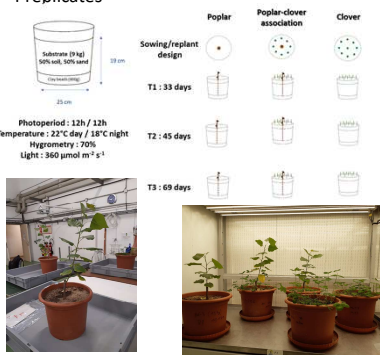 replicates
Substrate (9 kg)
50% soil, 50% sand
Clay beads (400g)
19 cm
25 cm
Photoperiod : 12h / 12h
Temperature : 22°C day / 18°C night
Hygrometry : 70%
Light : 360 µmol m⁻² s⁻¹
Poplar
Poplar-clover
association
Clover
Sowing/replant
design
T1 : 33 days
T2 : 45 days
T3 : 69 days